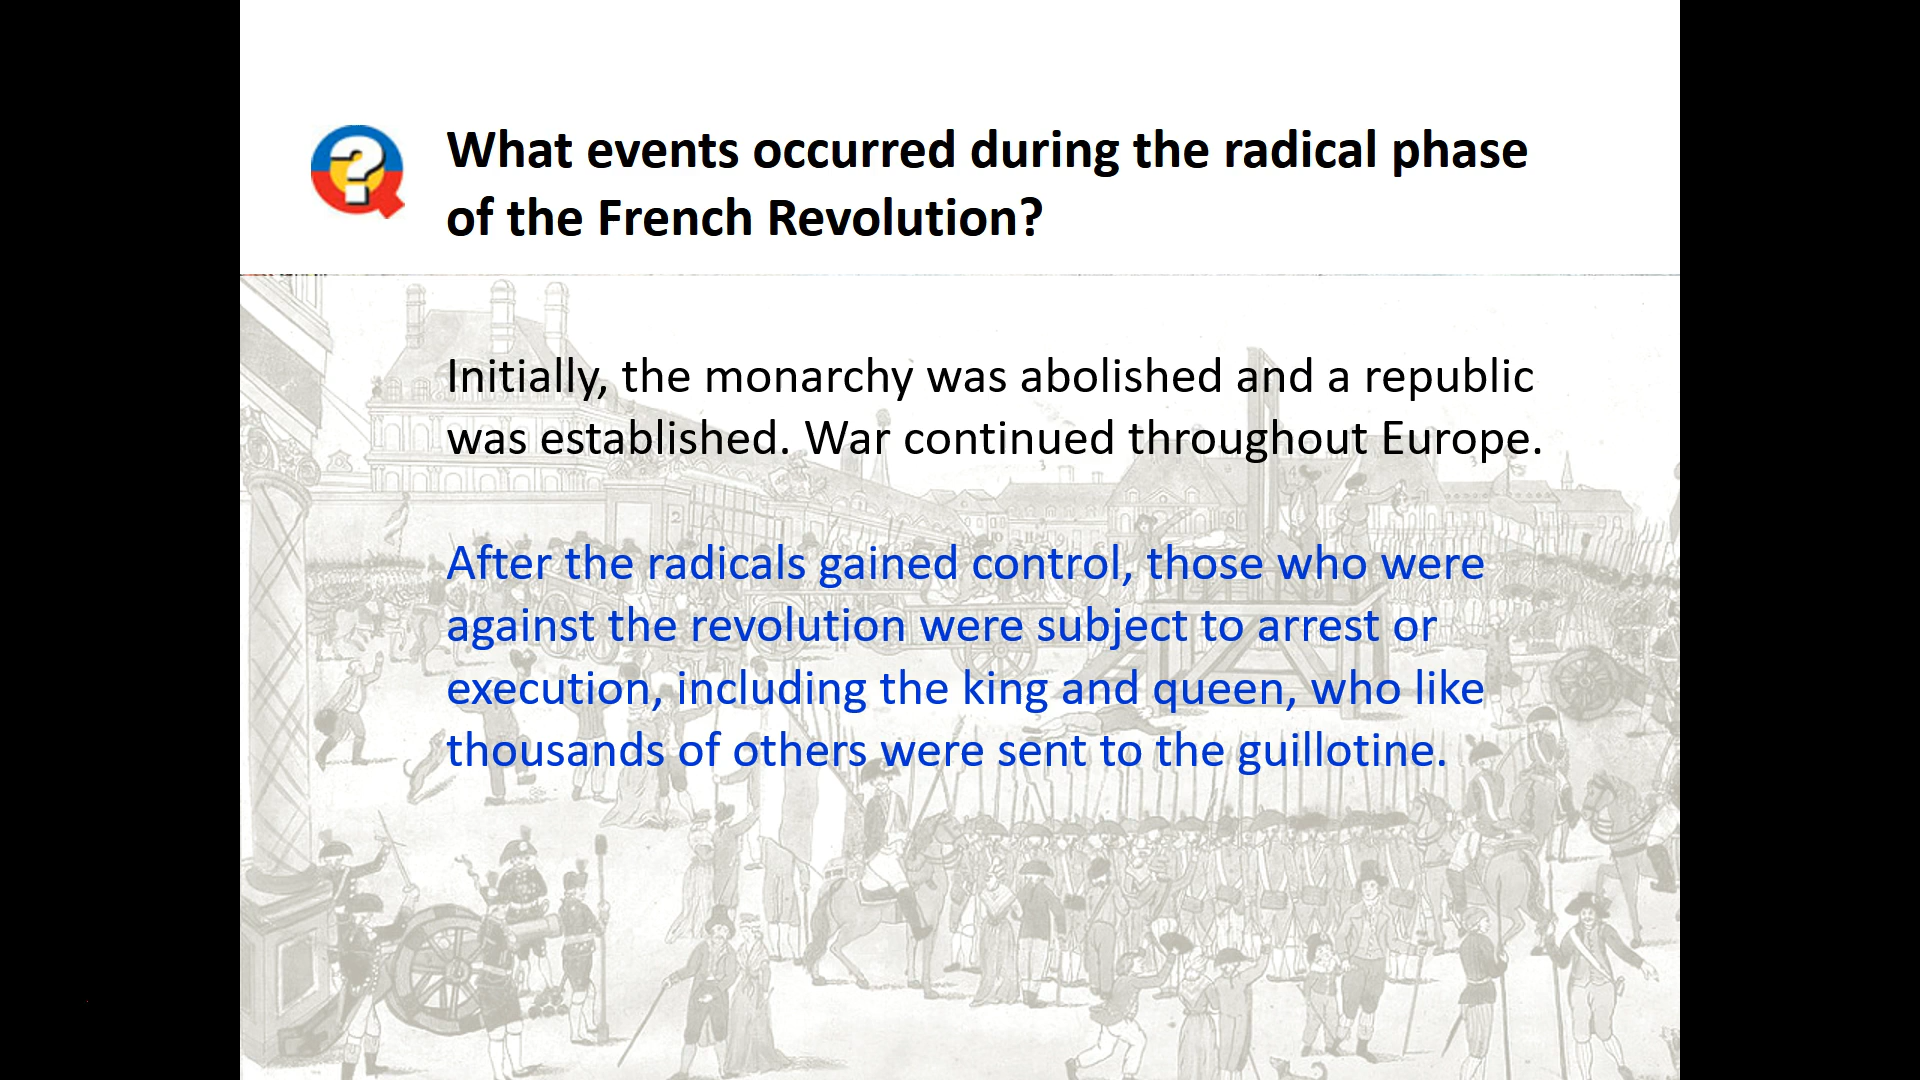 What events occurred during the radical phase
of the French Revolution?
Initially, the monarchy was abolished and a republic
was established. War continued throughout Europe.
After the radicals gained control, those who were
against the revolution were subject to arrest or
execution, including the king and queen, who like
thousands of others were sent to the guillotine.